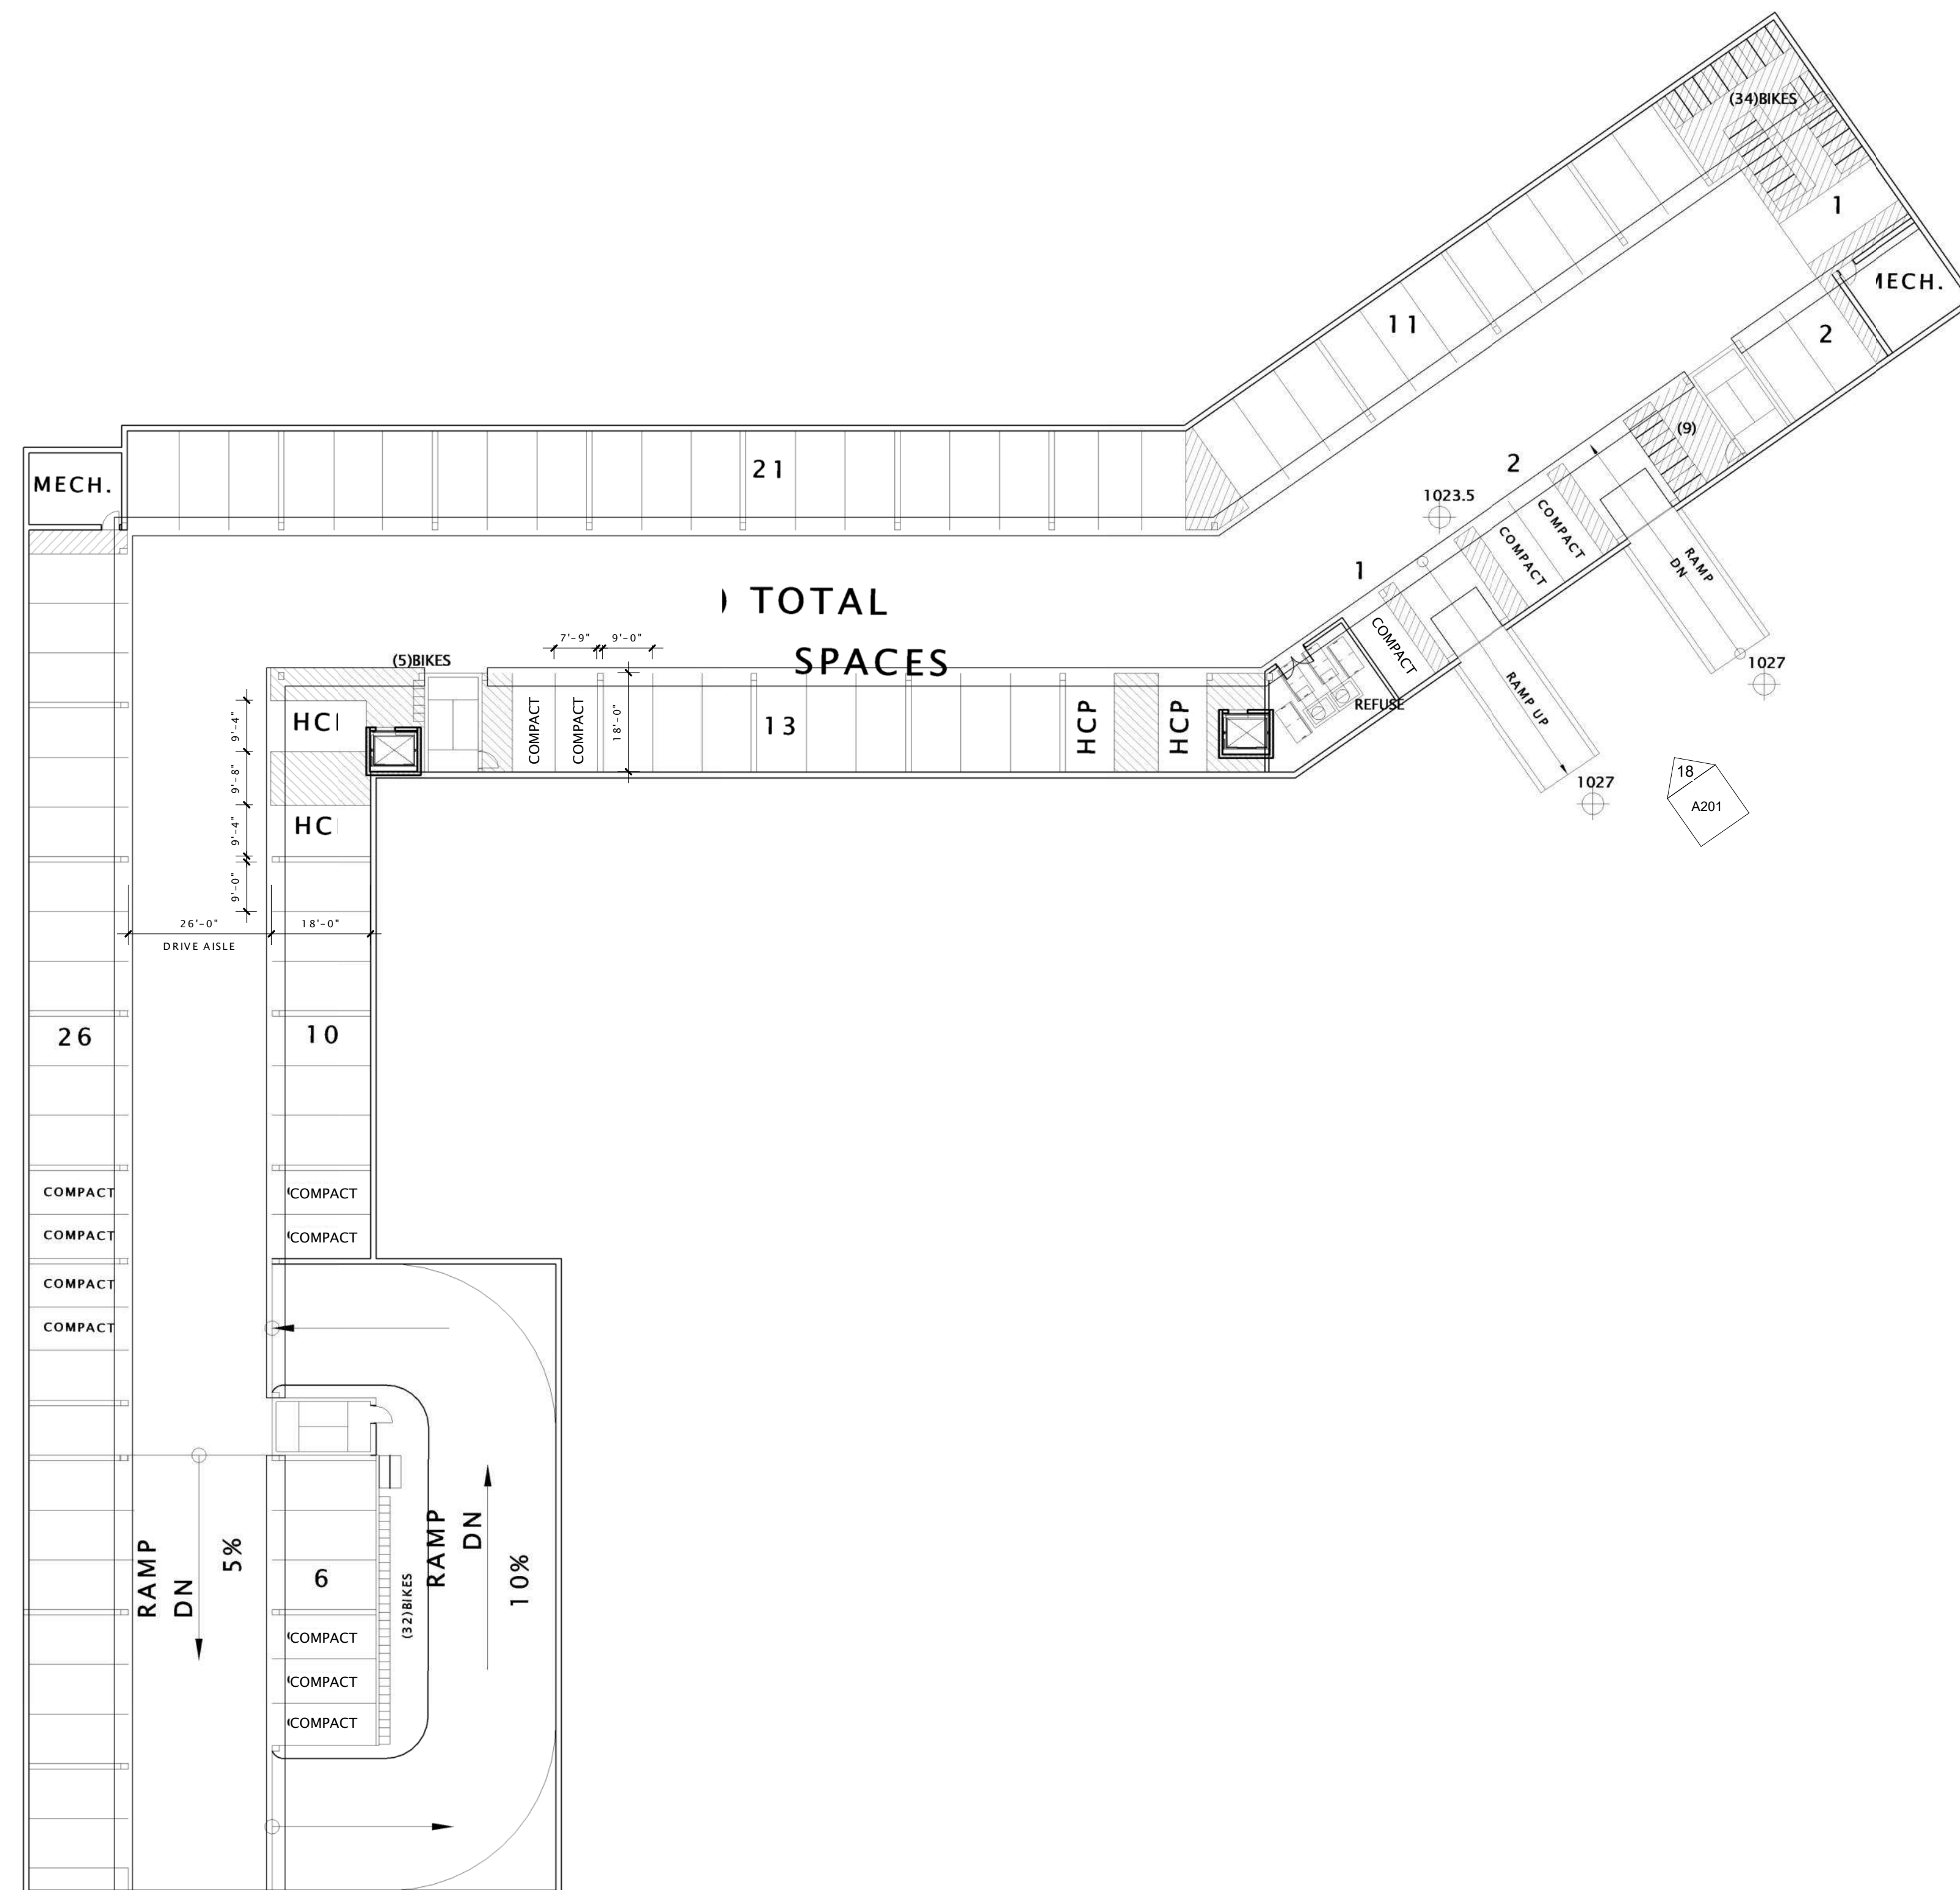 (34)BIKES
1
MECH.
2
11
(9)
2
21
MECH.
1023.5
COMPACT
COMPACT
RAMP
DN
1
) TOTAL
SPACES
7'-9"
9'-0"
(5)BIKES
1027
COMPACT
RAMP UP
REFUSE
HC
9'-4"
COMPACT
COMPACT
18'-0"
13
HCP
HCP
9'-8"
1027
18
A201
HC
9'-4"
9'-0"
26'-0"
18'-0"
DRIVE AISLE
26
10
COMPACT
COMPACT
COMPACT
COMPACT
COMPACT
COMPACT
RAMP
DN
5%
6
(32)BIKES
RAMP
DN
10%
COMPACT
COMPACT
COMPACT